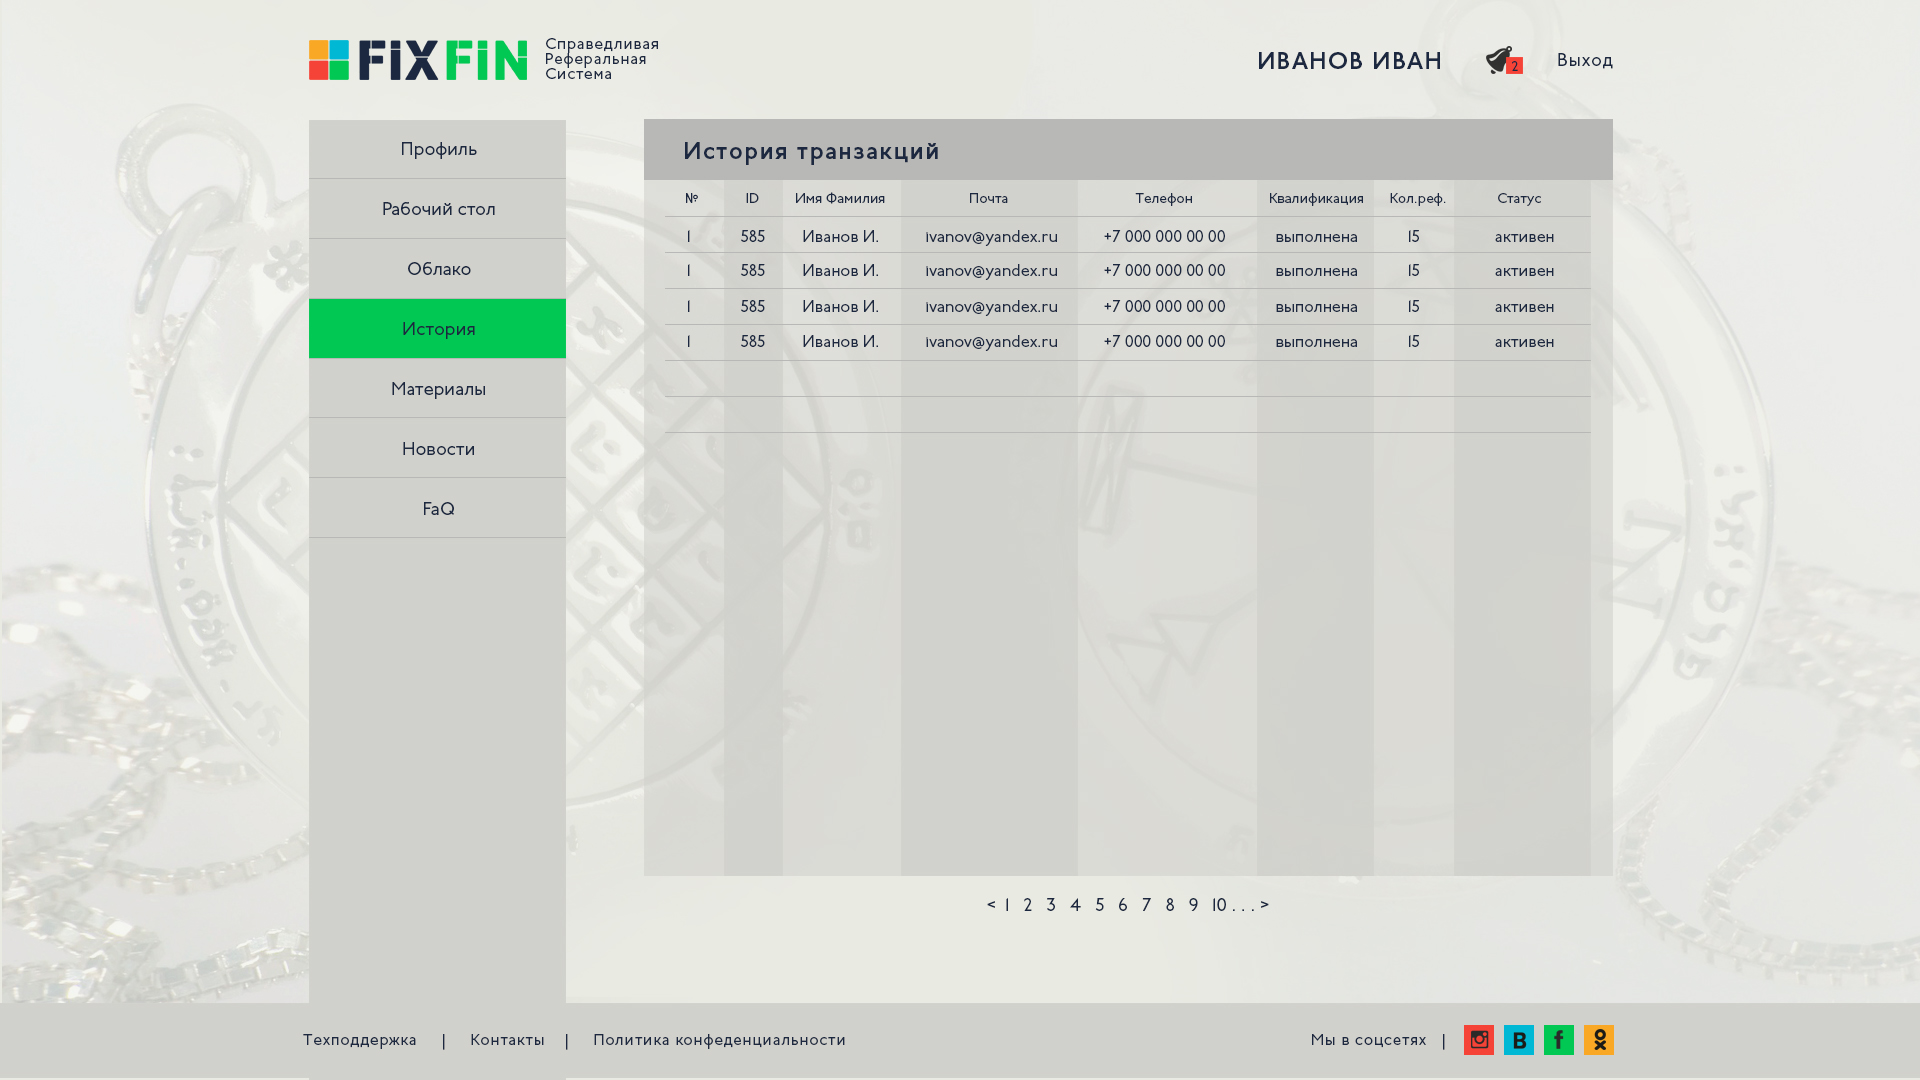 FIXFIN
Справедливая
Реферальная
Система
ИВАНОВ ИВАН
2
Выход
Профиль
Рабочий стол
Облако
История
Материалы
Новости
FaQ
История транзакций
№ ID Имя Фамилия Почта Телефон Квалификация Кол.реф. Статус
1 585 Иванов И. ivanov@yandex.ru +7 000 000 00 00 выполнена 15 активен
1 585 Иванов И. ivanov@yandex.ru +7 000 000 00 00 выполнена 15 активен
1 585 Иванов И. ivanov@yandex.ru +7 000 000 00 00 выполнена 15 активен
1 585 Иванов И. ivanov@yandex.ru +7 000 000 00 00 выполнена 15 активен
< 1 2 3 4 5 6 7 8 9 10 . . . >
Техподдержка | Контакты | Политика конфеденциальности
Мы в соцсетях |